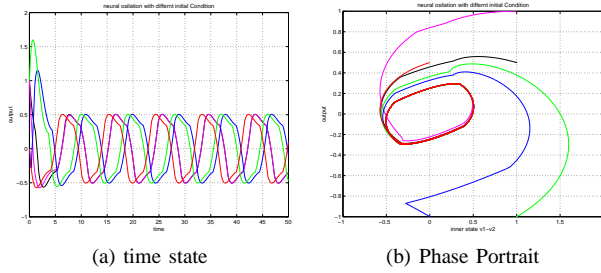 neural osilation with differnt initial Condition
2
1.5
1
0.5
0
−0.5
−1
output
0 5 10 15 20 25 30 35 40 45 50
time
(a) time state
neural osilation with differnt initial Condition
1
0.8
0.6
0.4
0.2
0
−0.2
−0.4
−0.6
−0.8
−1
output
−1 −0.5 0 0.5 1 1.5 2
inner state v1−v2
(b) Phase Portrait